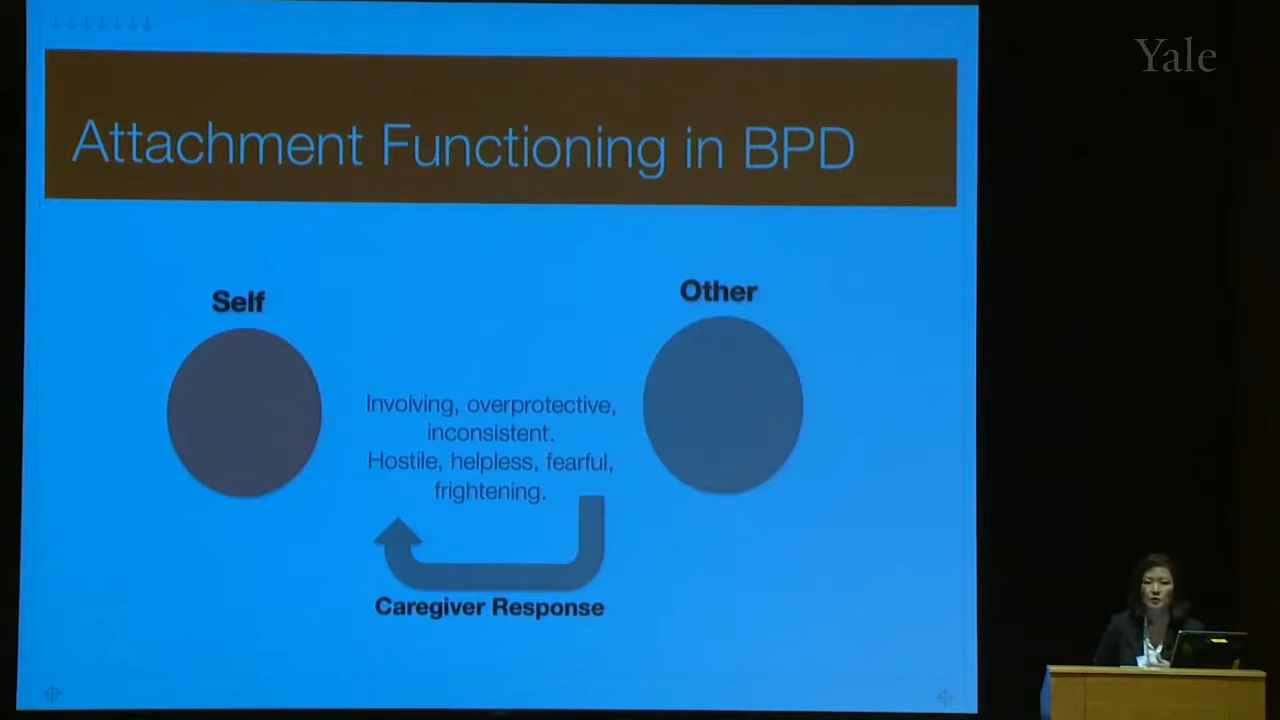 Yale
Attachment Functioning in BPD
Self
Other
Involving, overprotective,
inconsistent.
Hostile, helpless, fearful,
frightening.
Caregiver Response